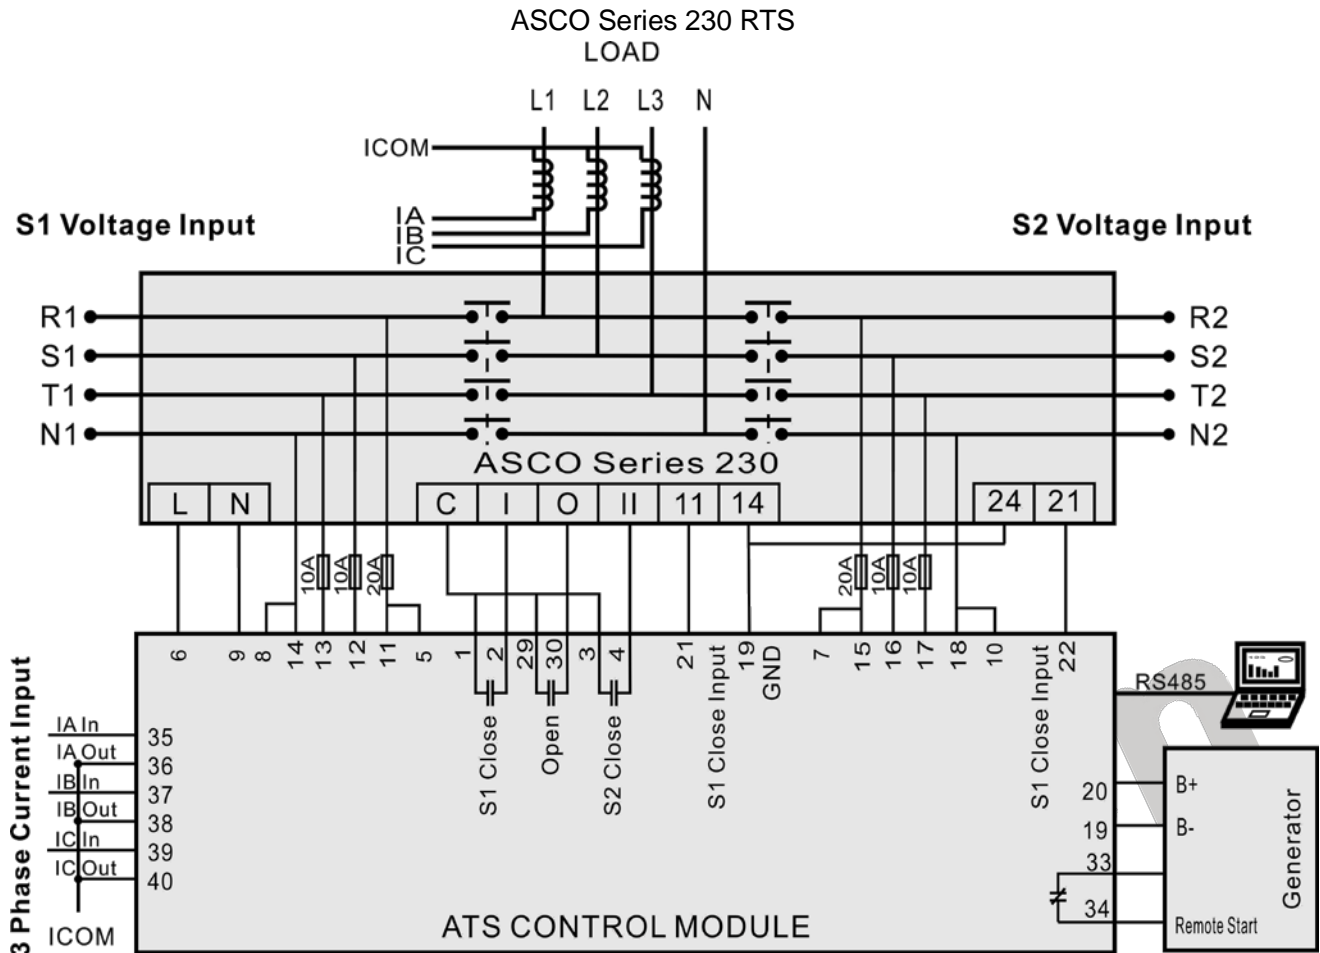 ASCO Series 230 RTS
LOAD
L1 L2 L3 N
ICOM
IA
IB
IC
S1 Voltage Input
S2 Voltage Input
R1 R2
S1 S2
T1 T2
N1 N2
ASCO Series 230
L N C I O II 11 14 24 21
10A 10A 20A 20A 10A 10A
6 9 8 14 13 12 11 5 1 2 29 30 3 4 21 19 7 15 16 17 18 10 22
GND
S1 Close
Open
S2 Close
S1 Close Input
S1 Close Input
RS485
3 Phase Current Input
IA In 35
IA Out 36
IB In 37
IB Out 38
IC In 39
IC Out 40
ICOM
20 B+
19 B-
33
34 Remote Start
Generator
ATS CONTROL MODULE